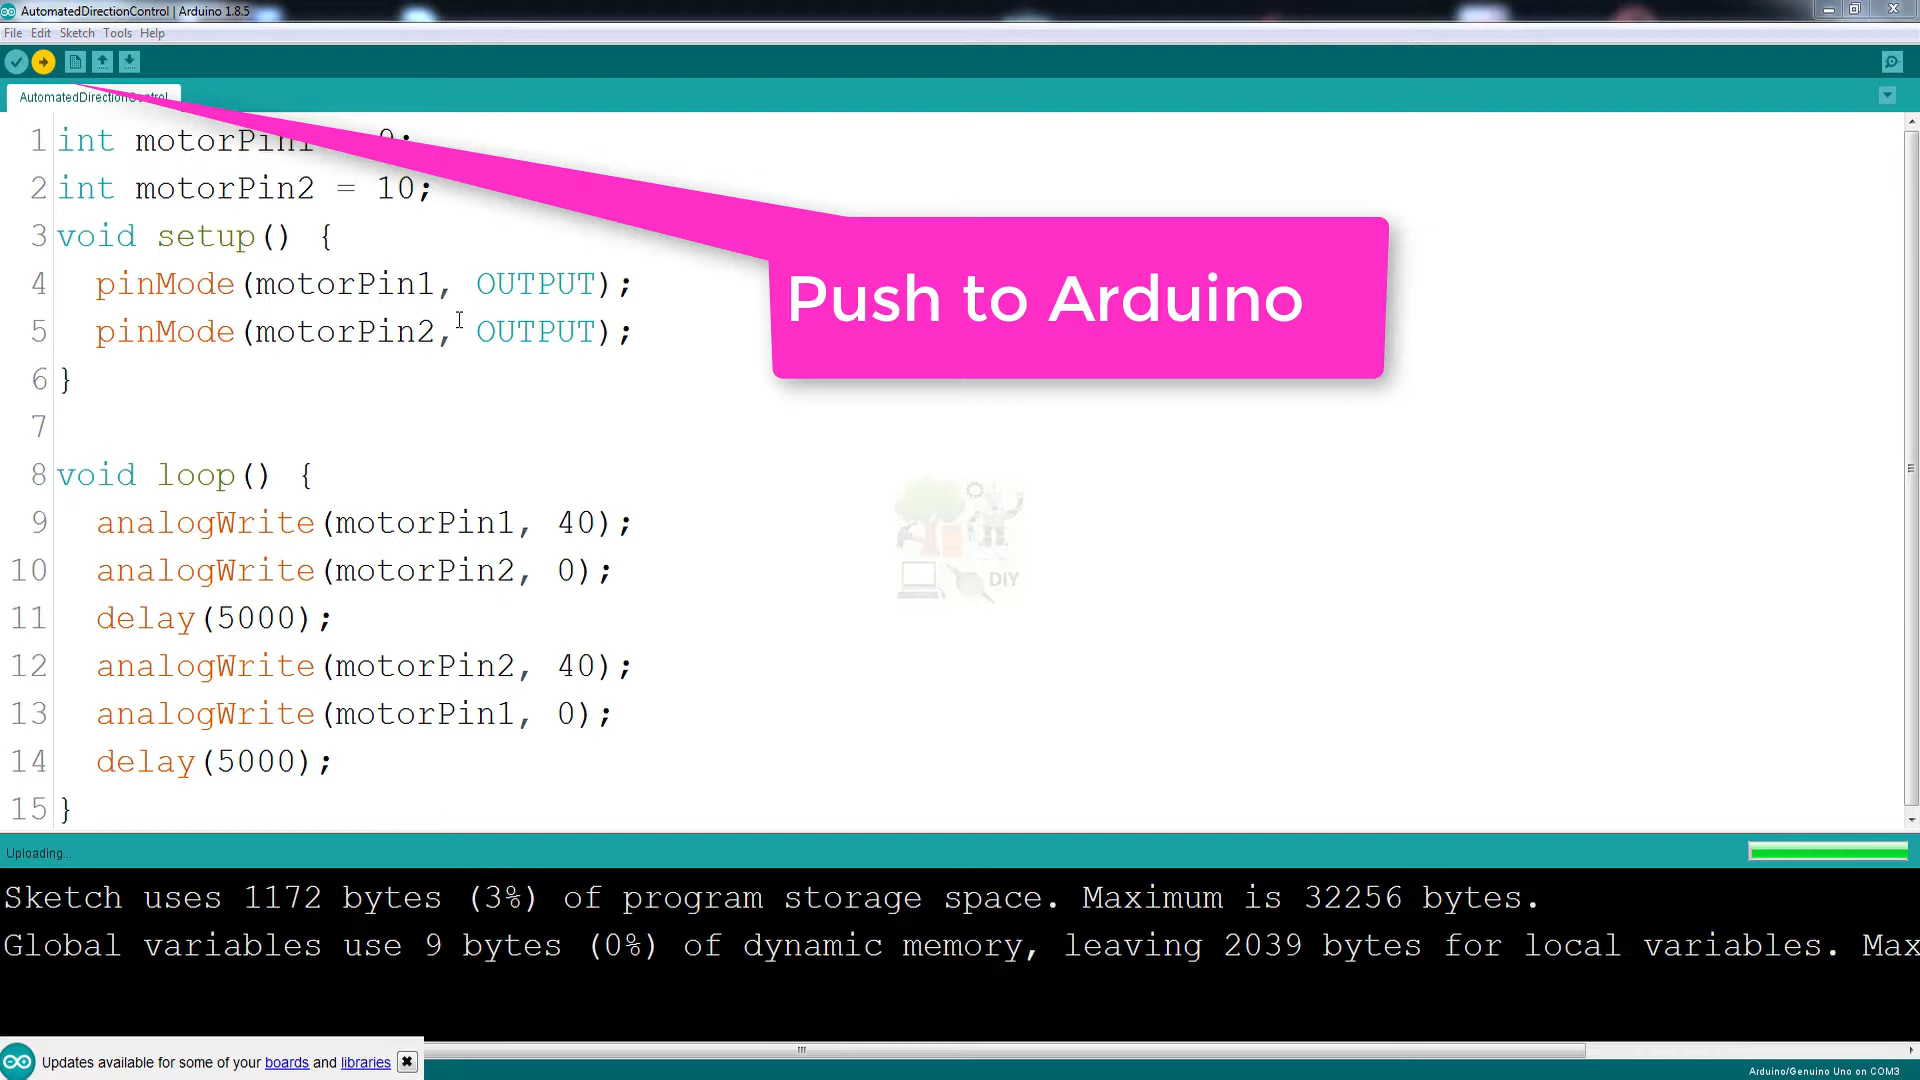 AutomatedDirectionControl | Arduino 1.8.5
File Edit Sketch Tools Help
AutomatedDirectionControl
1 int motorPin1 = 9;
2 int motorPin2 = 10;
3 void setup() {
4 pinMode(motorPin1, OUTPUT);
5 pinMode(motorPin2, OUTPUT);
6 }
7
8 void loop() {
9 analogWrite(motorPin1, 40);
10 analogWrite(motorPin2, 0);
11 delay(5000);
12 analogWrite(motorPin2, 40);
13 analogWrite(motorPin1, 0);
14 delay(5000);
15 }
Push to Arduino
DIY
Uploading...
Sketch uses 1172 bytes (3%) of program storage space. Maximum is 32256 bytes.
Global variables use 9 bytes (0%) of dynamic memory, leaving 2039 bytes for local variables. Max
Updates available for some of your boards and libraries
Arduino/Genuino Uno on COM3